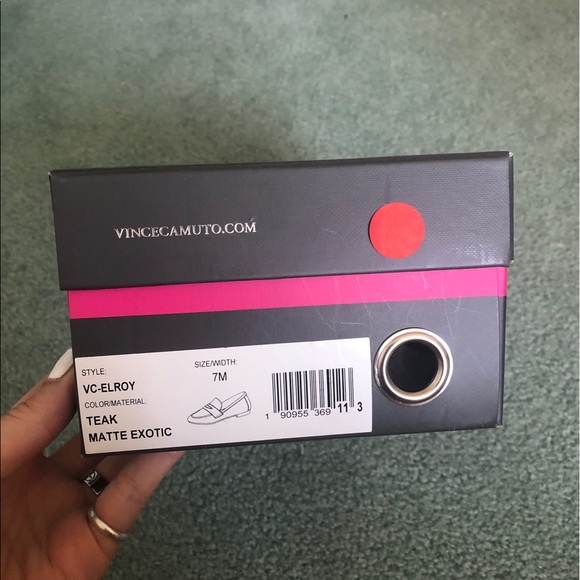 VINCECAMUTO.COM
STYLE:
VC-ELROY
COLOR/MATERIAL:
TEAK
MATTE EXOTIC
SIZE/WIDTH:
7M
1 90955 369 11 3